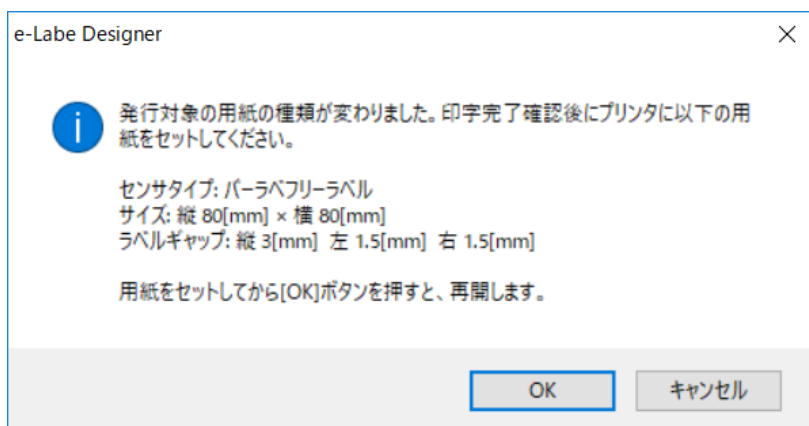 e-Labe Designer
発行対象の用紙の種類が変わりました。印字完了確認後にプリンタに以下の用
紙をセットしてください。
センサタイプ: バーラベフリーラベル
サイズ: 縦 80[mm] × 横 80[mm]
ラベルギャップ: 縦 3[mm] 左 1.5[mm] 右 1.5[mm]
用紙をセットしてから[OK]ボタンを押すと、再開します。
OK キャンセル